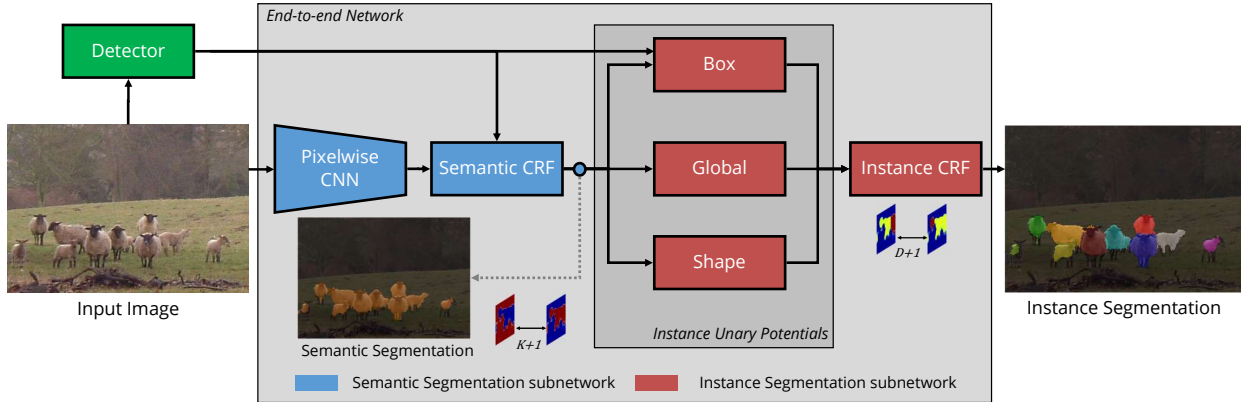 End-to-end Network
Detector
Box
Pixelwise
CNN
Semantic CRF
Global
Instance CRF
Shape
D+1
K+1
Input Image
Semantic Segmentation
Instance Unary Potentials
Instance Segmentation
Semantic Segmentation subnetwork
Instance Segmentation subnetwork